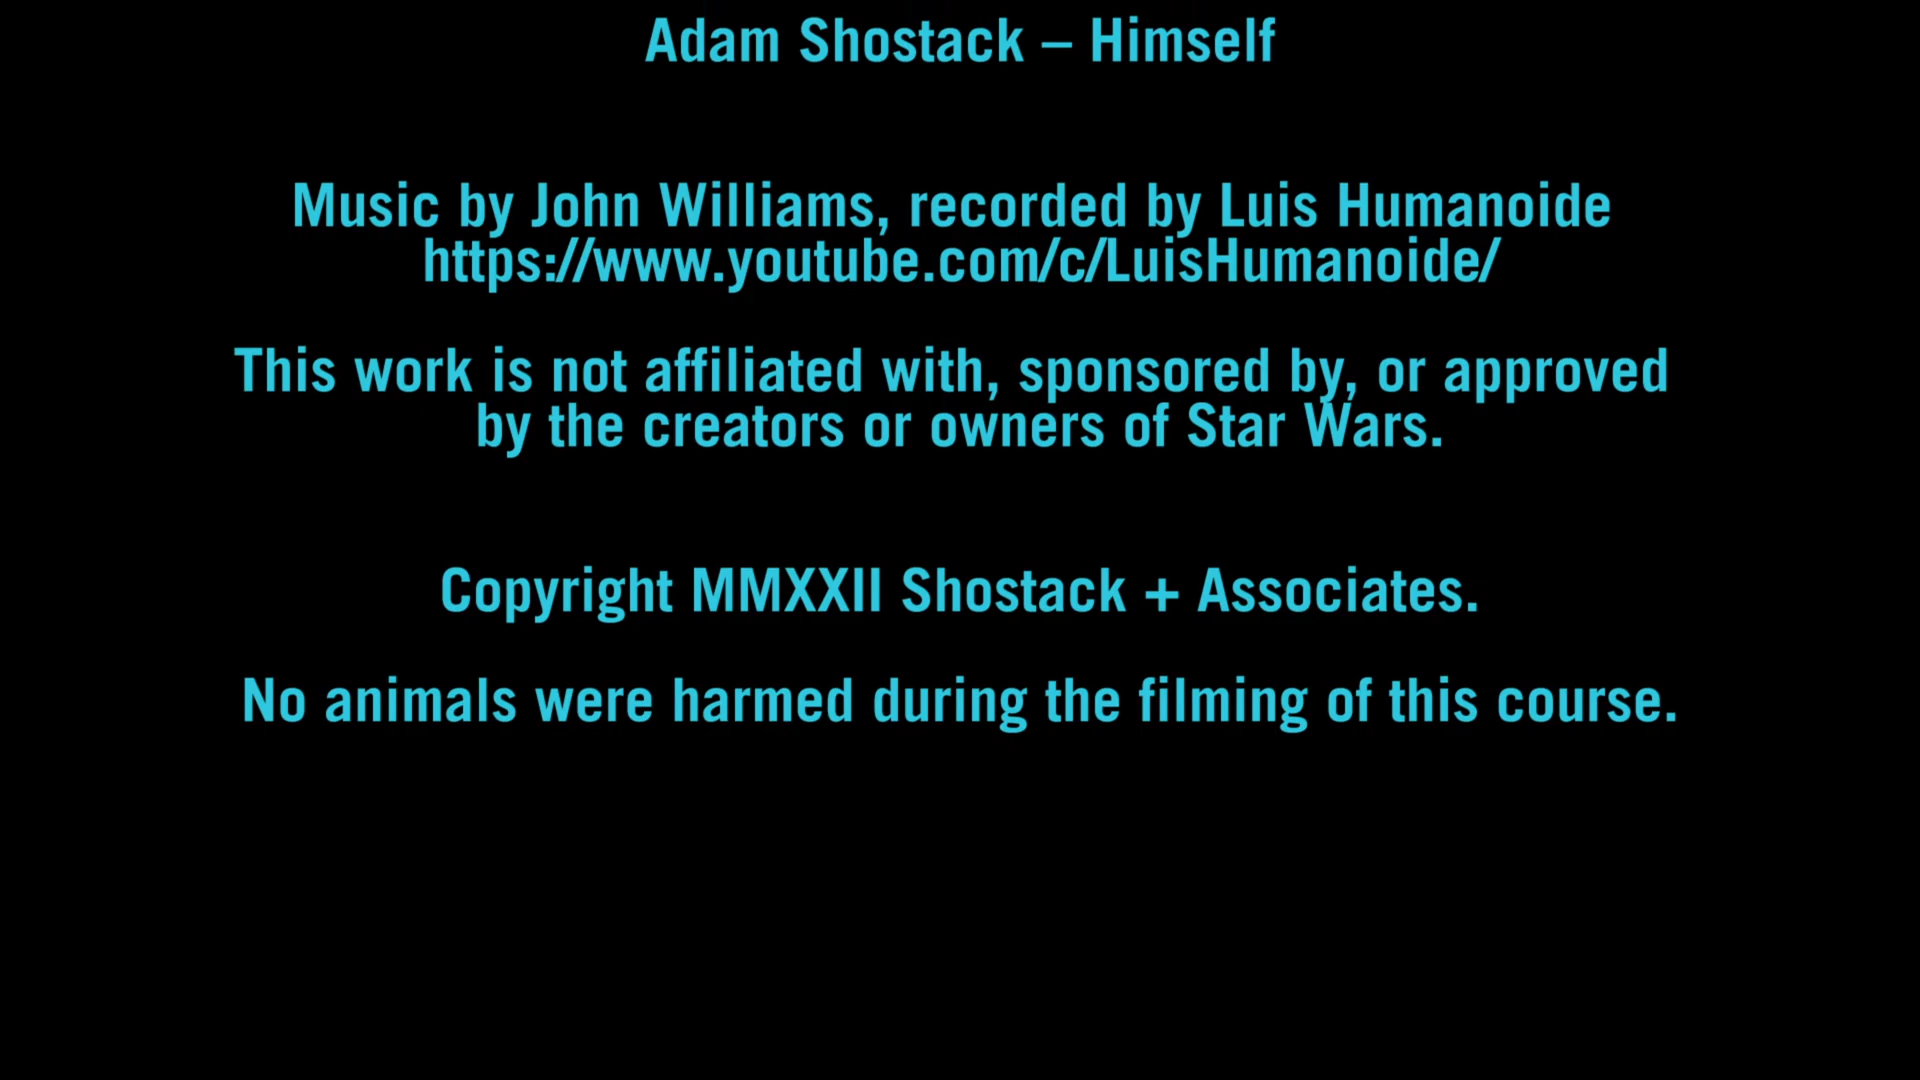 Adam Shostack – Himself
Music by John Williams, recorded by Luis Humanoide
https://www.youtube.com/c/LuisHumanoide/
This work is not affiliated with, sponsored by, or approved
by the creators or owners of Star Wars.
Copyright MMXXII Shostack + Associates.
No animals were harmed during the filming of this course.